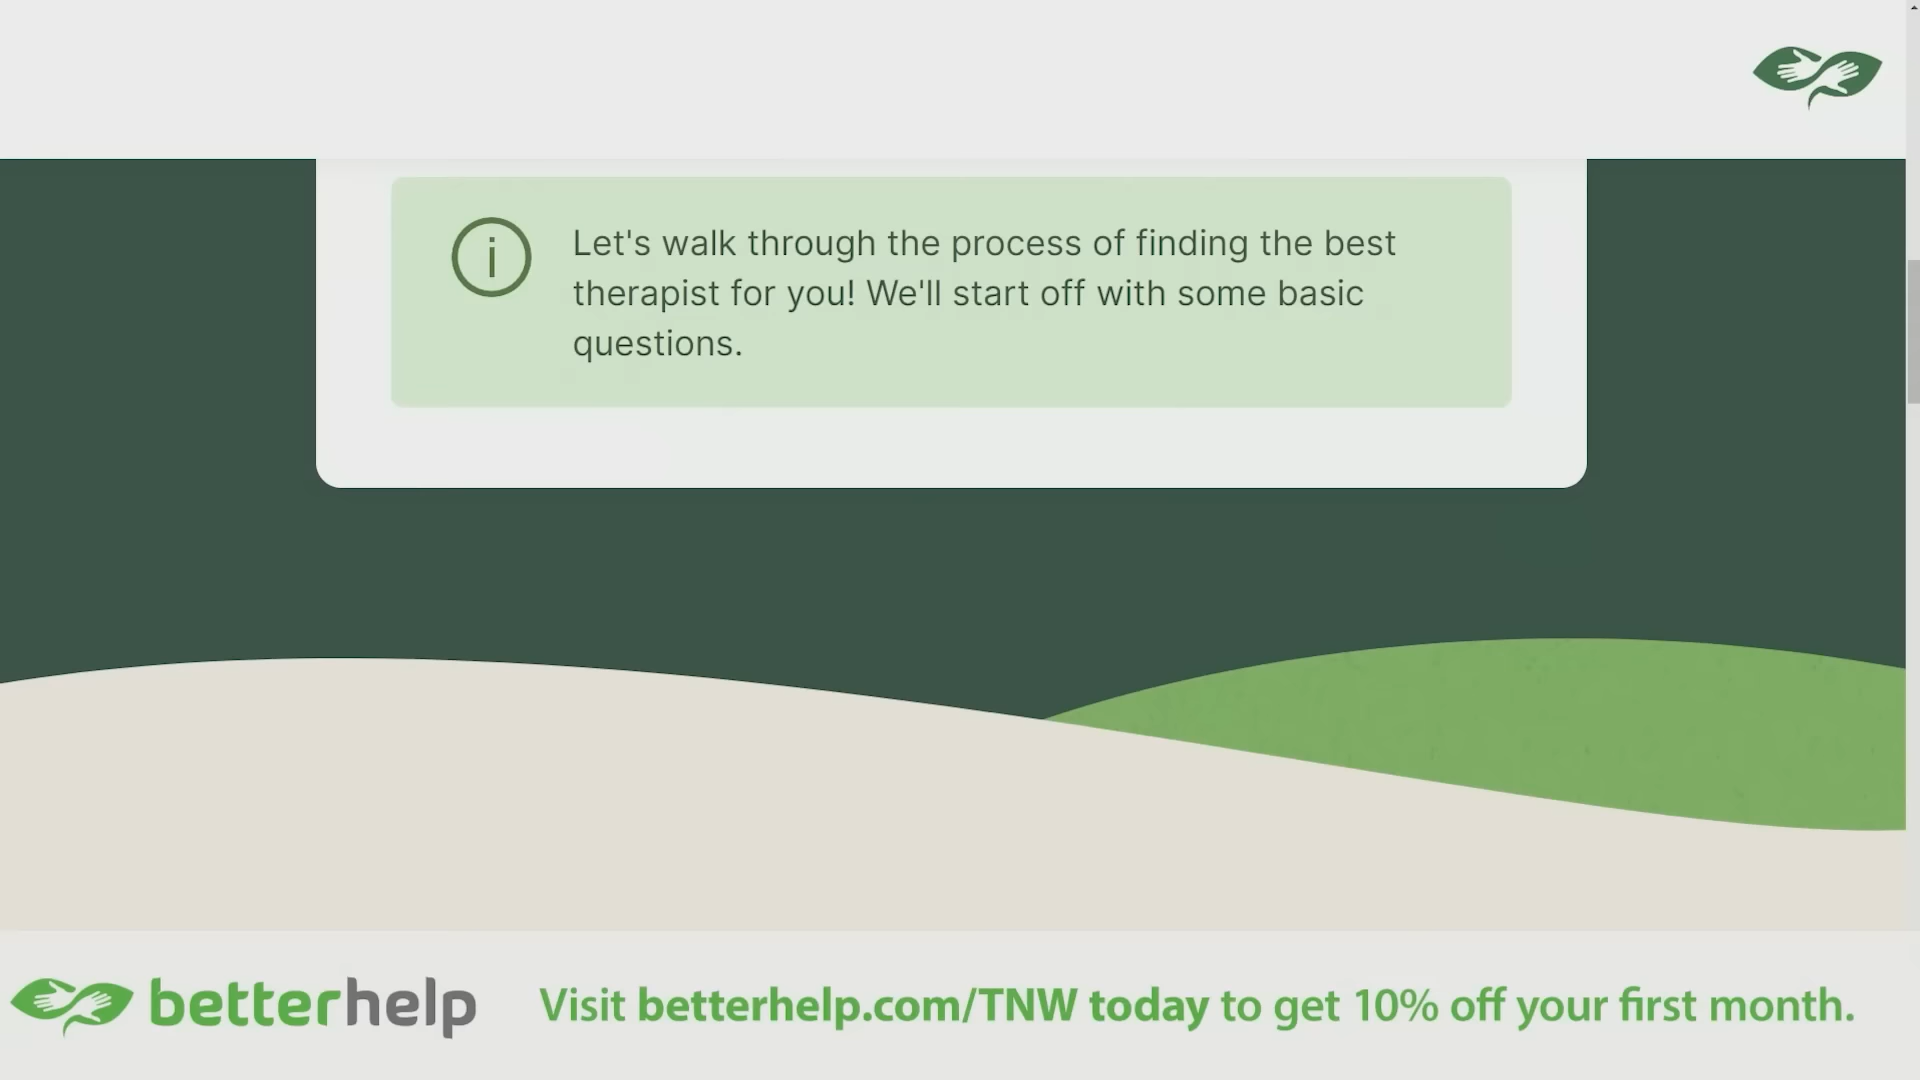 Let's walk through the process of finding the best
therapist for you! We'll start off with some basic
questions.
betterhelp
Visit betterhelp.com/TNW today to get 10% off your first month.